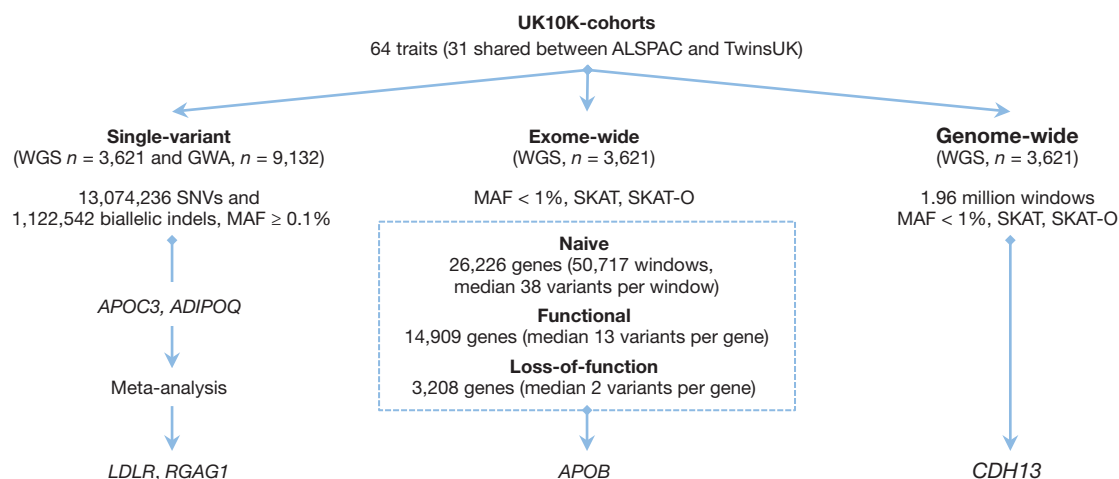 UK10K-cohorts
64 traits (31 shared between ALSPAC and TwinsUK)
Single-variant
(WGS n = 3,621 and GWA, n = 9,132)
13,074,236 SNVs and
1,122,542 biallelic indels, MAF ≥ 0.1%
APOC3, ADIPOQ
Meta-analysis
LDLR, RGAG1
Exome-wide
(WGS, n = 3,621)
MAF < 1%, SKAT, SKAT-O
Naive
26,226 genes (50,717 windows,
median 38 variants per window)
Functional
14,909 genes (median 13 variants per gene)
Loss-of-function
3,208 genes (median 2 variants per gene)
APOB
Genome-wide
(WGS, n = 3,621)
1.96 million windows
MAF < 1%, SKAT, SKAT-O
CDH13